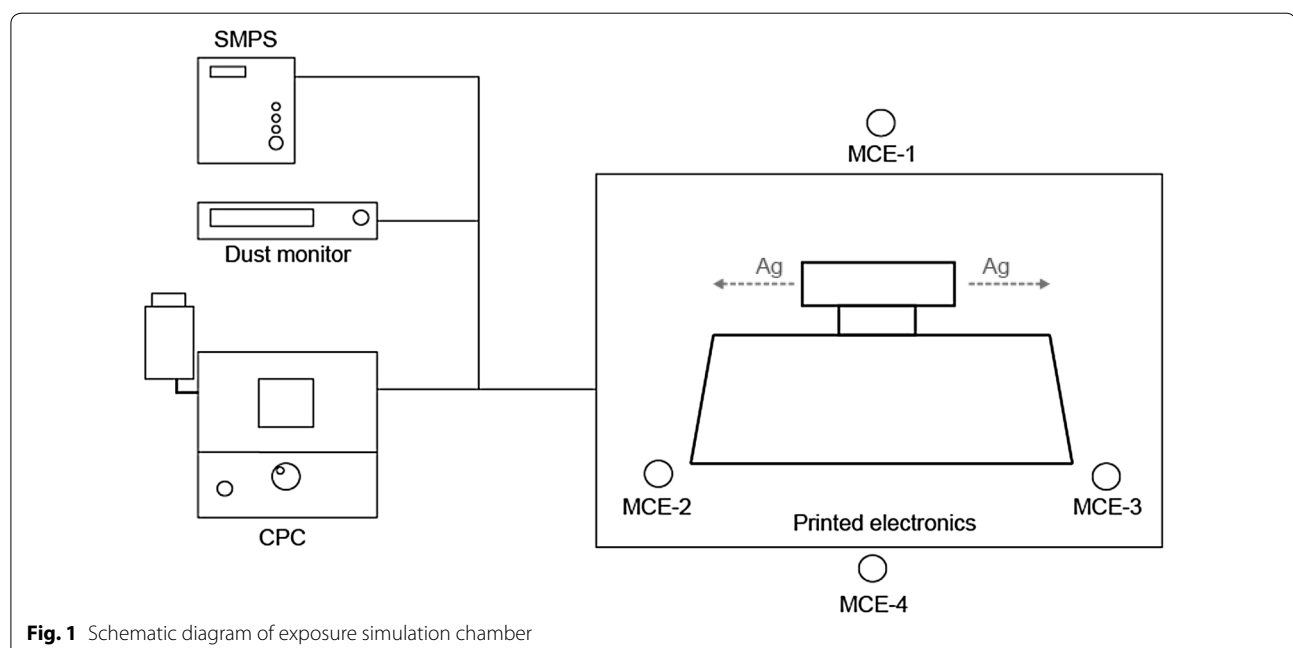 SMPS
Dust monitor
CPC
MCE-1
Ag
Ag
MCE-2
MCE-3
Printed electronics
MCE-4
Fig. 1 Schematic diagram of exposure simulation chamber